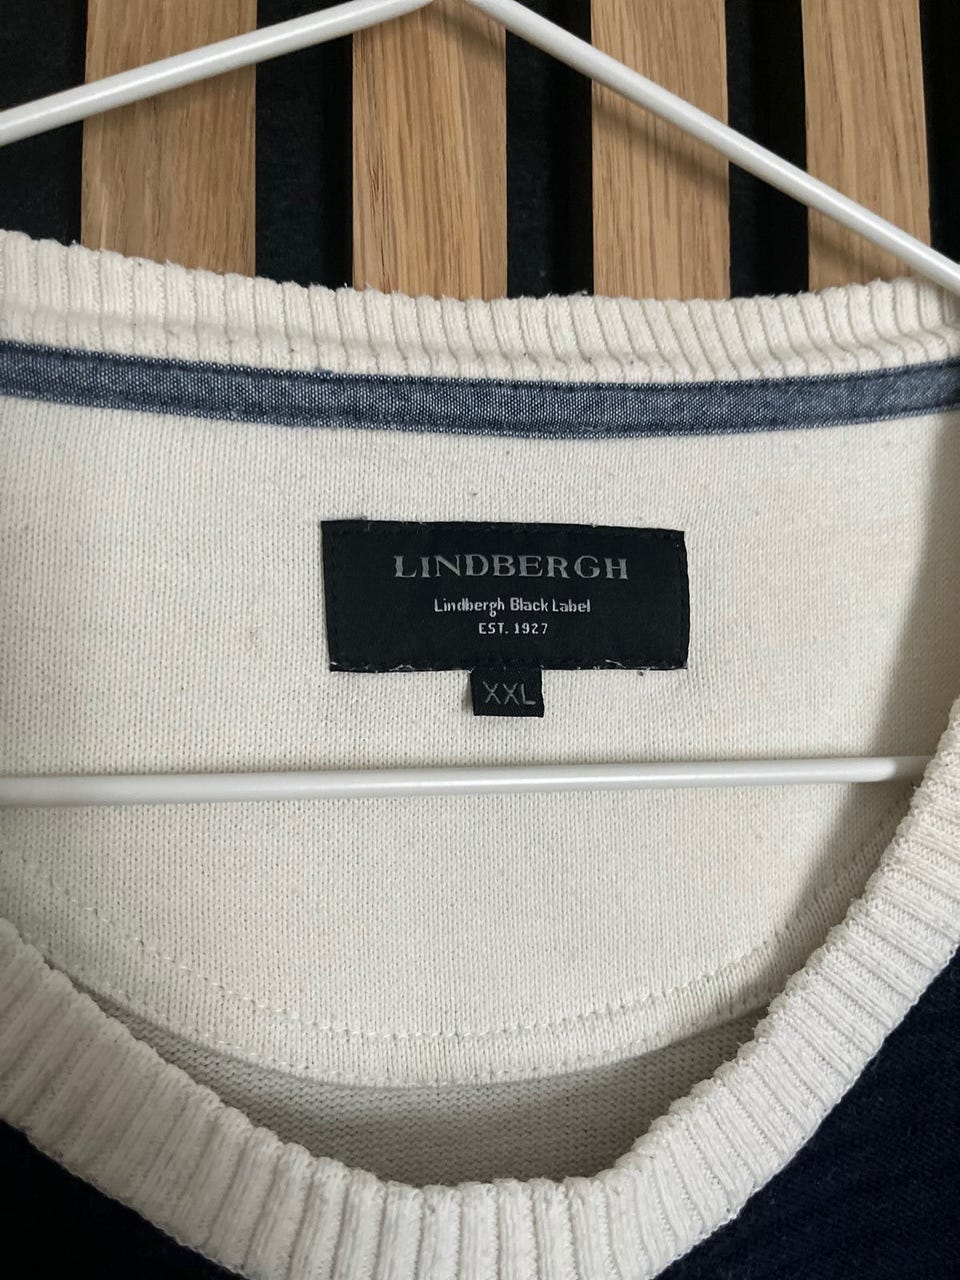 LINDBERGH
Lindbergh Black Label
EST. 1927
XXL